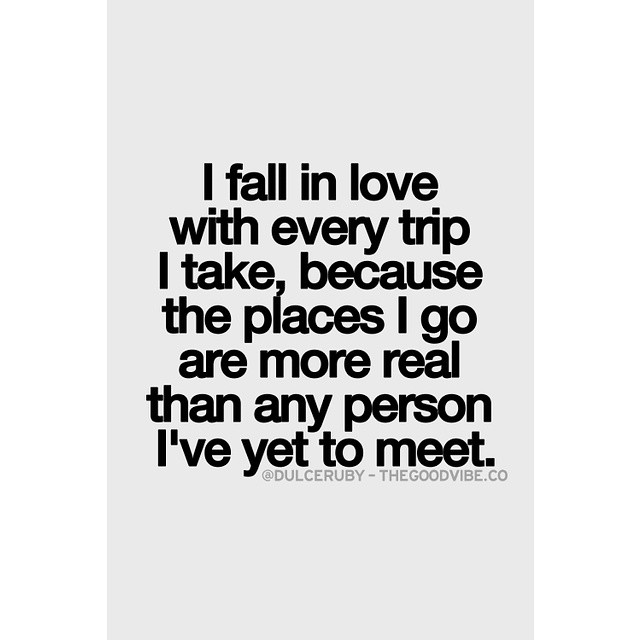 I fall in love
with every trip
I take, because
the places I go
are more real
than any person
I've yet to meet.
@DULCERUBY – THEGOODVIBE.CO